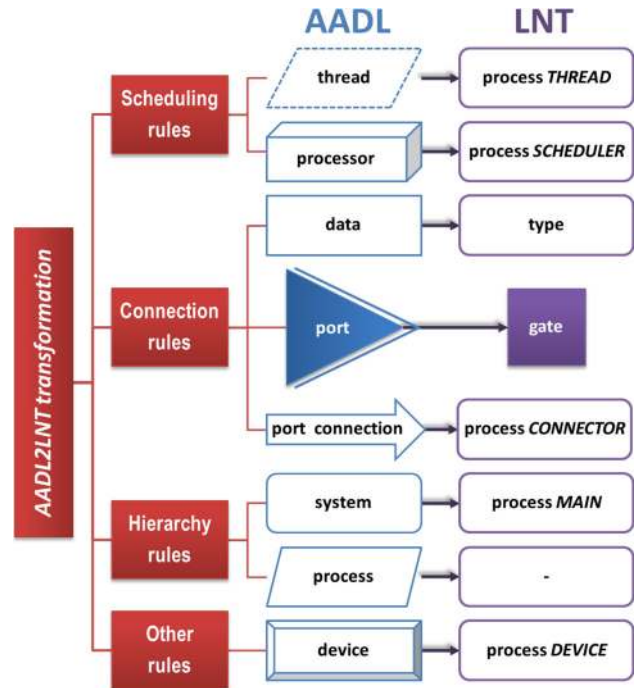 AADL LNT
AADL2LNT transformation
Scheduling
rules
thread process THREAD
processor process SCHEDULER
Connection
rules
data type
port gate
port connection process CONNECTOR
Hierarchy
rules
system process MAIN
process -
Other
rules
device process DEVICE